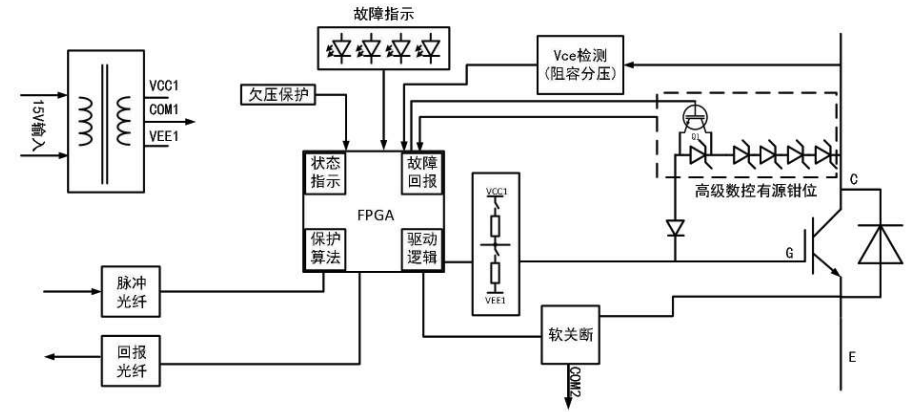 故障指示
Vce检测
(阻容分压)
VCC1
COM1
VEE1
15V输入
欠压保护
Q1
高级数控有源钳位
状态
指示
故障
回报
FPGA
保护
算法
驱动
逻辑
VCC1
VEE1
C
G
E
脉冲
光纤
回报
光纤
软关断
COM2